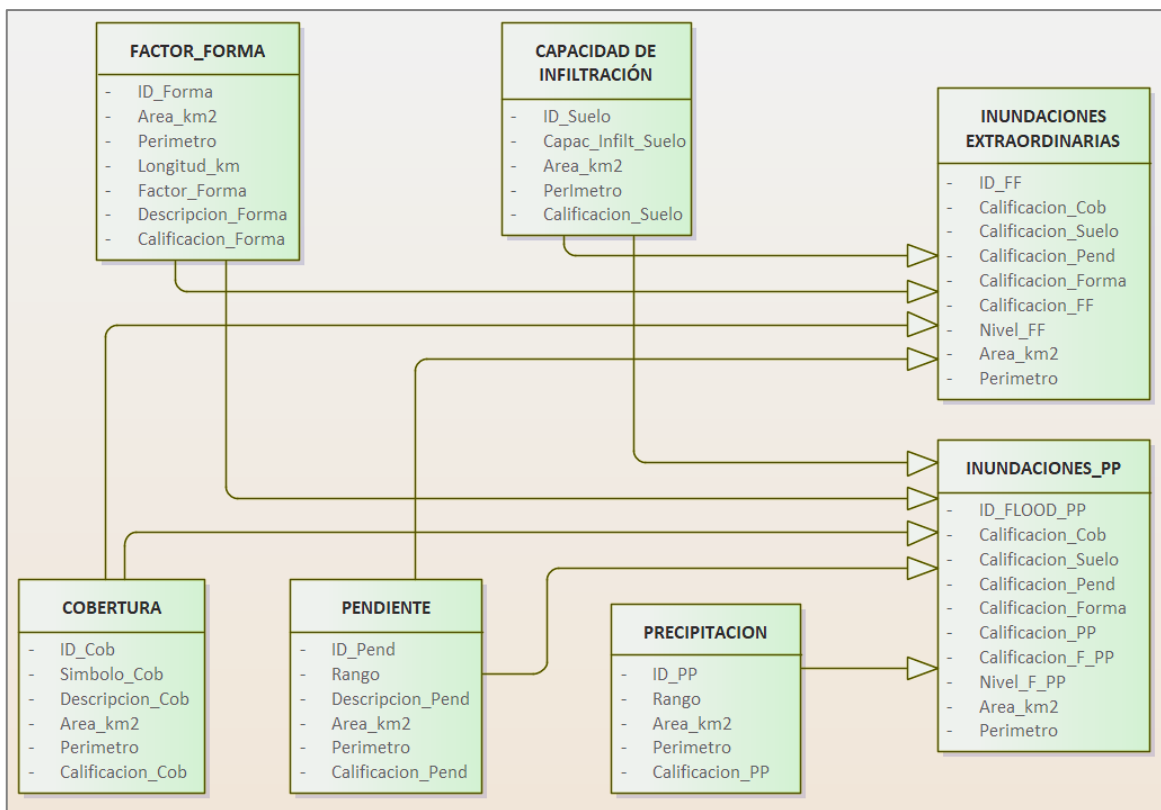 FACTOR_FORMA
- ID_Forma
- Area_km2
- Perimetro
- Longitud_km
- Factor_Forma
- Descripcion_Forma
- Calificacion_Forma
CAPACIDAD DE
INFILTRACIÓN
- ID_Suelo
- Capac_Infilt_Suelo
- Area_km2
- PerImetro
- Calificacion_Suelo
INUNDACIONES
EXTRAORDINARIAS
- ID_FF
- Calificacion_Cob
- Calificacion_Suelo
- Calificacion_Pend
- Calificacion_Forma
- Calificacion_FF
- Nivel_FF
- Area_km2
- Perimetro
COBERTURA
- ID_Cob
- Simbolo_Cob
- Descripcion_Cob
- Area_km2
- Perimetro
- Calificacion_Cob
PENDIENTE
- ID_Pend
- Rango
- Descripcion_Pend
- Area_km2
- Perimetro
- Calificacion_Pend
PRECIPITACION
- ID_PP
- Rango
- Area_km2
- Perimetro
- Calificacion_PP
INUNDACIONES_PP
- ID_FLOOD_PP
- Calificacion_Cob
- Calificacion_Suelo
- Calificacion_Pend
- Calificacion_Forma
- Calificacion_PP
- Calificacion_F_PP
- Nivel_F_PP
- Area_km2
- Perimetro